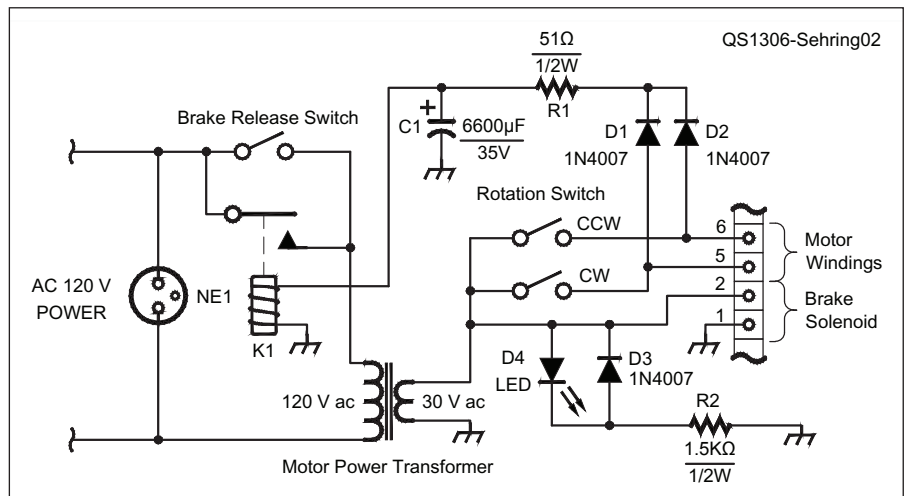 QS1306-Sehring02
51Ω
1/2W
R1
Brake Release Switch
+
C1
6600µF
35V
D1
1N4007
D2
1N4007
Rotation Switch
CCW
CW
6
5
2
1
Motor
Windings
Brake
Solenoid
AC 120 V
POWER
NE1
K1
D4
LED
D3
1N4007
R2
1.5KΩ
1/2W
120 V ac
30 V ac
Motor Power Transformer